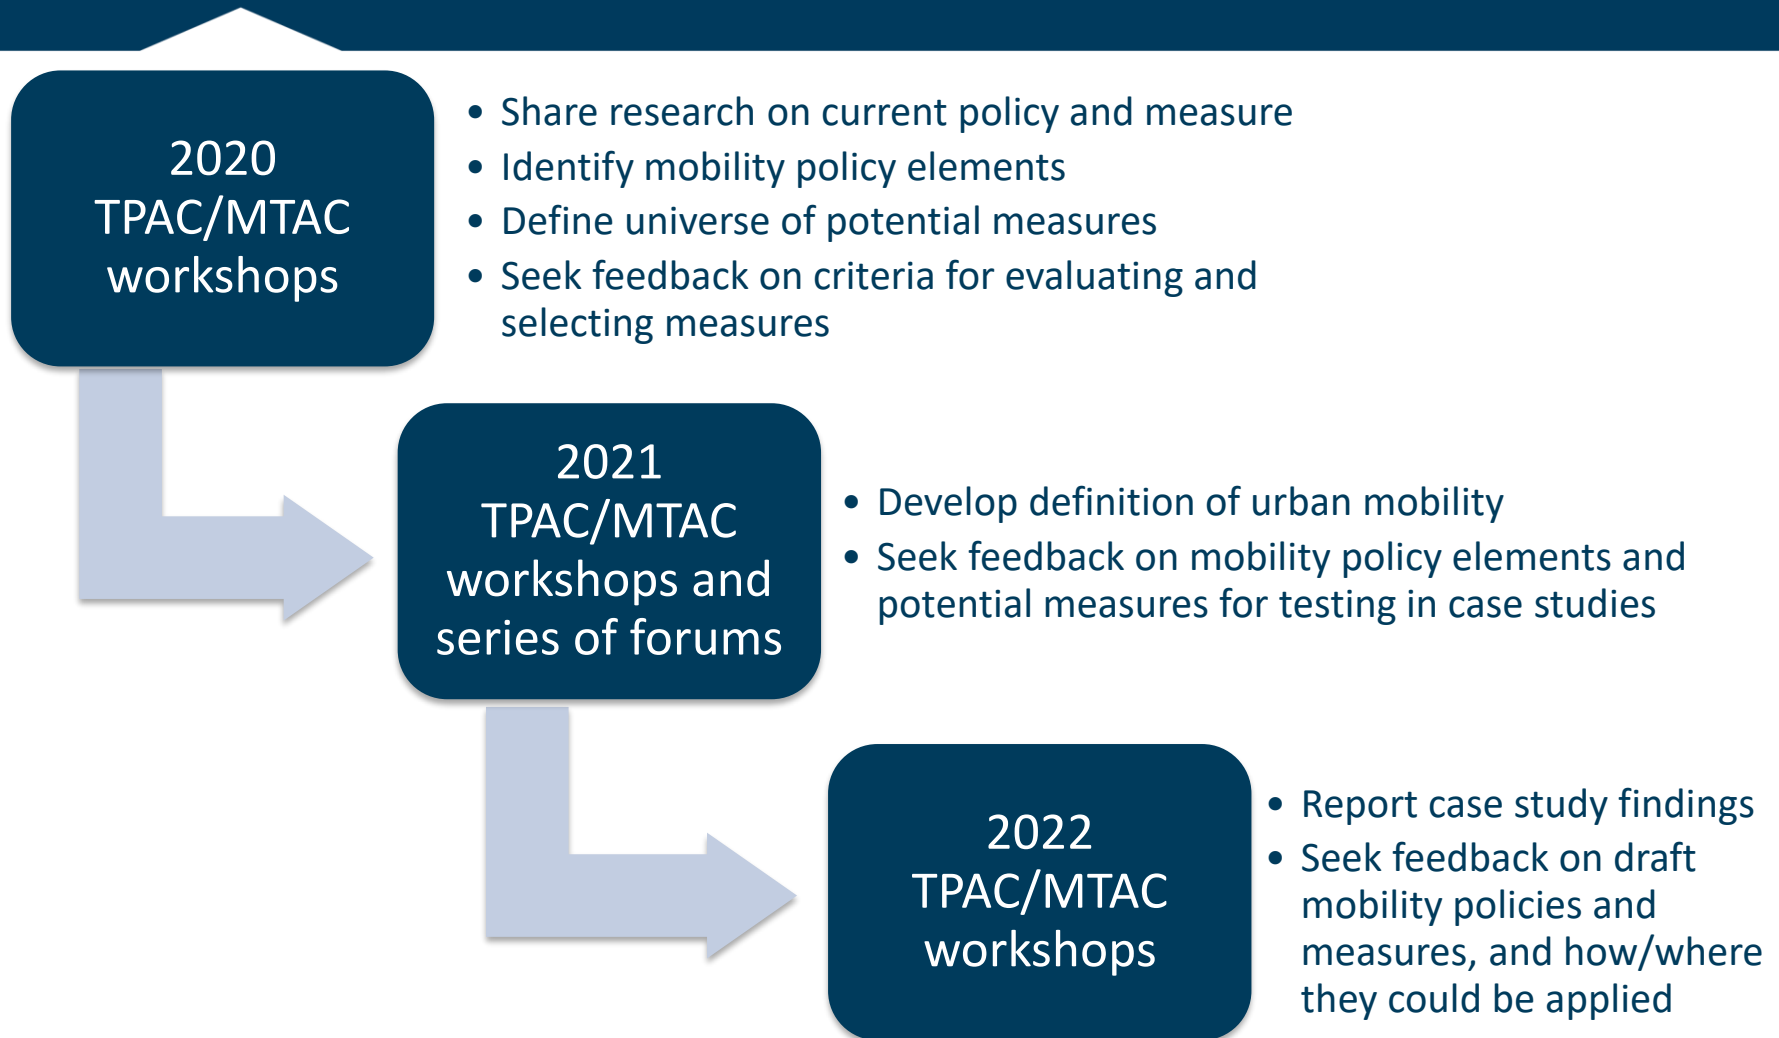 2020
TPAC/MTAC
workshops
• Share research on current policy and measure
• Identify mobility policy elements
• Define universe of potential measures
• Seek feedback on criteria for evaluating and
selecting measures
2021
TPAC/MTAC
workshops and
series of forums
• Develop definition of urban mobility
• Seek feedback on mobility policy elements and
potential measures for testing in case studies
2022
TPAC/MTAC
workshops
• Report case study findings
• Seek feedback on draft
mobility policies and
measures, and how/where
they could be applied